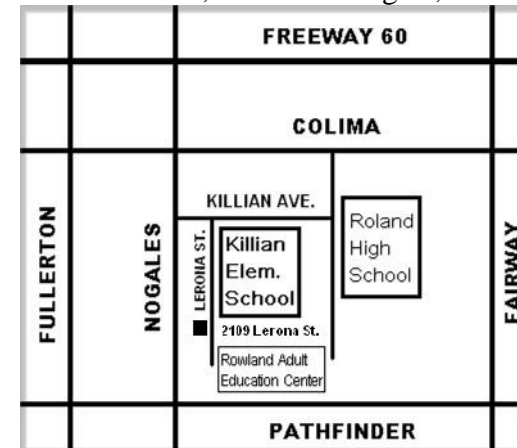 FREEWAY 60
COLIMA
KILLIAN AVE.
FULLERTON
NOGALES
LERONA ST.
Killian
Elem.
School
Roland
High
School
FAIRWAY
2109 Lerona St.
Rowland Adult
Education Center
PATHFINDER